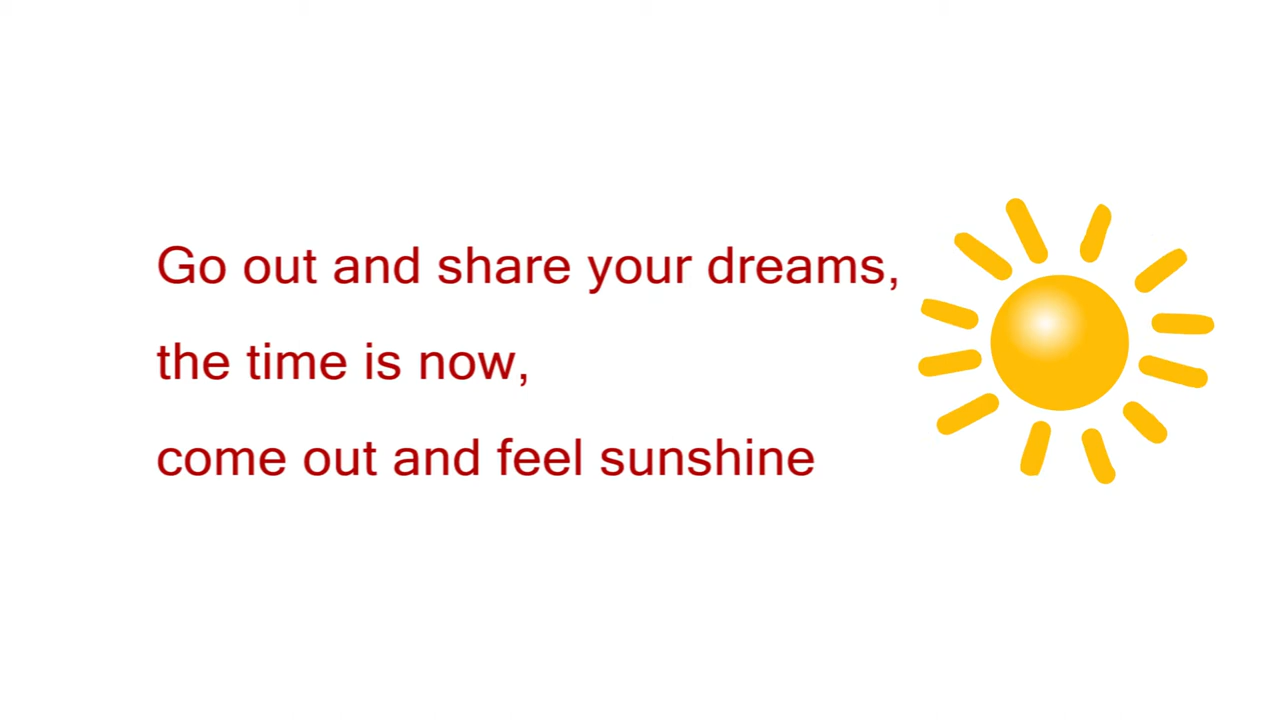 Go out and share your dreams,
the time is now,
come out and feel sunshine